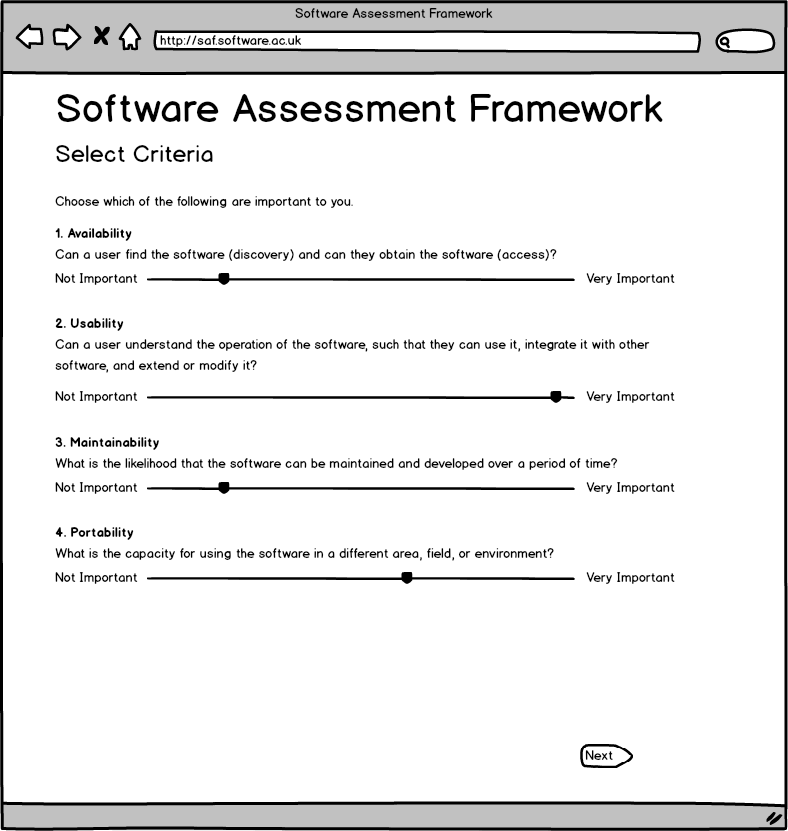 Software Assessment Framework
http://saf.software.ac.uk
Software Assessment Framework
Select Criteria
Choose which of the following are important to you.
1. Availability
Can a user find the software (discovery) and can they obtain the software (access)?
Not Important Very Important
2. Usability
Can a user understand the operation of the software, such that they can use it, integrate it with other
software, and extend or modify it?
Not Important Very Important
3. Maintainability
What is the likelihood that the software can be maintained and developed over a period of time?
Not Important Very Important
4. Portability
What is the capacity for using the software in a different area, field, or environment?
Not Important Very Important
Next